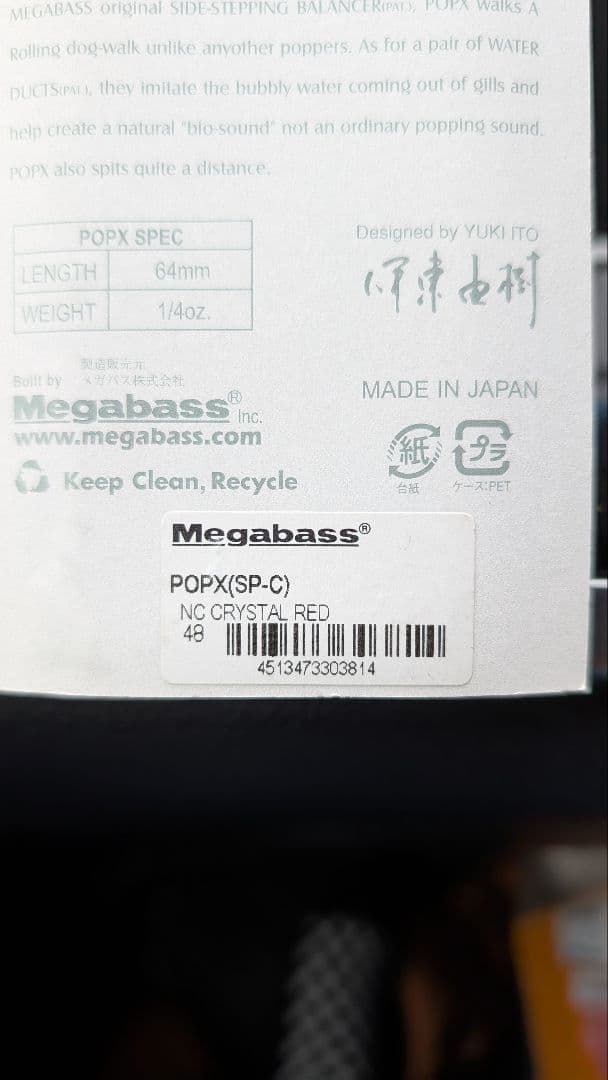 MEGABASS original SIDE-STEPPING BALANCER(PAT.), POPX walks A
Rolling dog-walk unlike anyother poppers. As for a pair of WATER
DUCTS(PAT.), they imitate the bubbly water coming out of gills and
help create a natural "bio-sound" not an ordinary popping sound.
POPX also spits quite a distance.
POPX SPEC
LENGTH 64mm
WEIGHT 1/4oz.
Designed by YUKI ITO
伊東由樹
製造販売元
Built by メガバス株式会社
Megabass® Inc.
www.megabass.com
Keep Clean, Recycle
MADE IN JAPAN
紙 プラ
台紙 ケース:PET
Megabass®
POPX(SP-C)
NC CRYSTAL RED
48
4513473303814